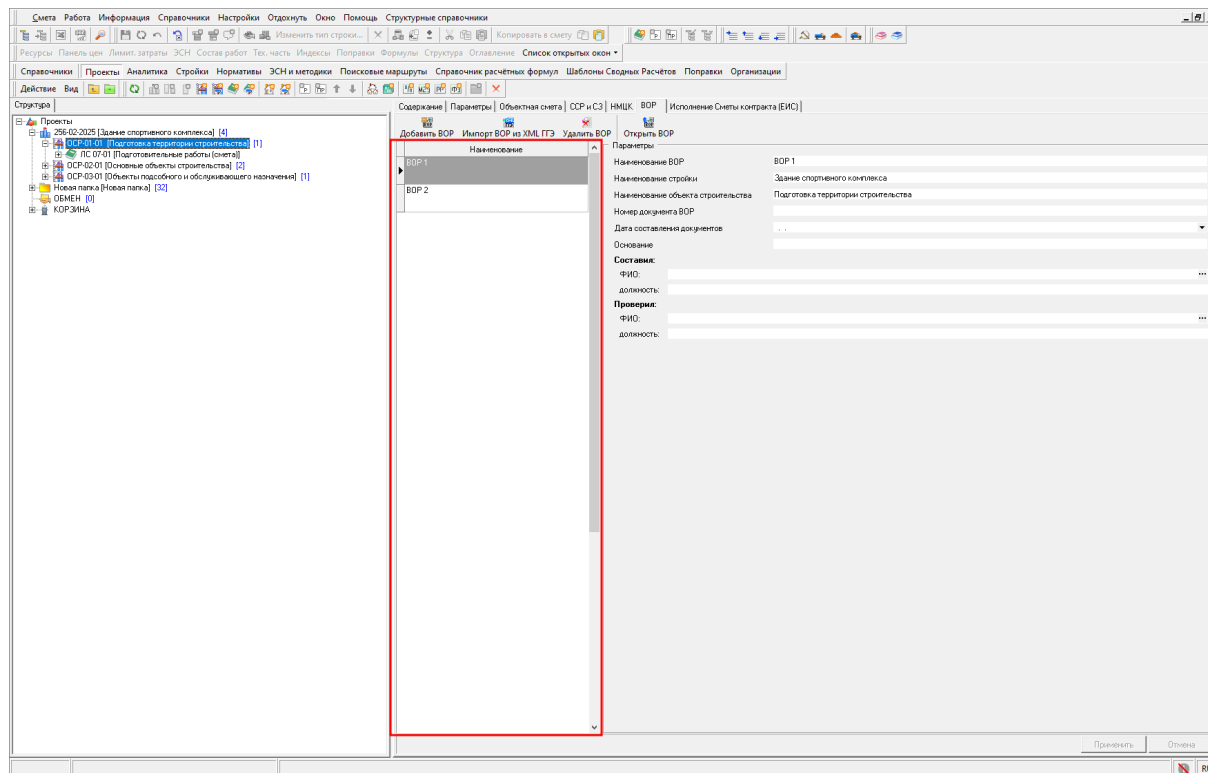 Смета Работа Информация Справочники Настройки Отдохнуть Окно Помощь Структурные справочники
Изменить тип строки... Копировать в смету
Ресурсы Панель цен Лимит. затраты ЭСН Состав работ Тех. часть Индексы Поправки Формулы Структура Оглавление Список открытых окон
Справочники Проекты Аналитика Стройки Нормативы ЭСН и методики Поисковые маршруты Справочник расчётных формул Шаблоны Сводных Расчётов Поправки Организации
Действие Вид
Структура
Проекты
256-02-2025 [Здание спортивного комплекса] [4]
ОСР-01-01 [Подготовка территории строительства] [1]
ЛС 07-01 [Подготовительные работы (смета)]
ОСР-02-01 [Основные объекты строительства] [2]
ОСР-03-01 [Объекты подсобного и обслуживающего назначения] [1]
Новая папка [Новая папка] [32]
ОБМЕН [0]
КОРЗИНА
Содержание Параметры Объектная смета ССР и СЗ НМЦК ВОР Исполнение Сметы контракта (ЕИС)
Добавить ВОР Импорт ВОР из XML ГГЭ Удалить ВОР Открыть ВОР
Наименование
ВОР 1
ВОР 2
Параметры
Наименование ВОР ВОР 1
Наименование стройки Здание спортивного комплекса
Наименование объекта строительства Подготовка территории строительства
Номер документа ВОР
Дата составления документов . .
Основание
Составил:
ФИО: ...
должность:
Проверил:
ФИО: ...
должность:
Применить Отмена